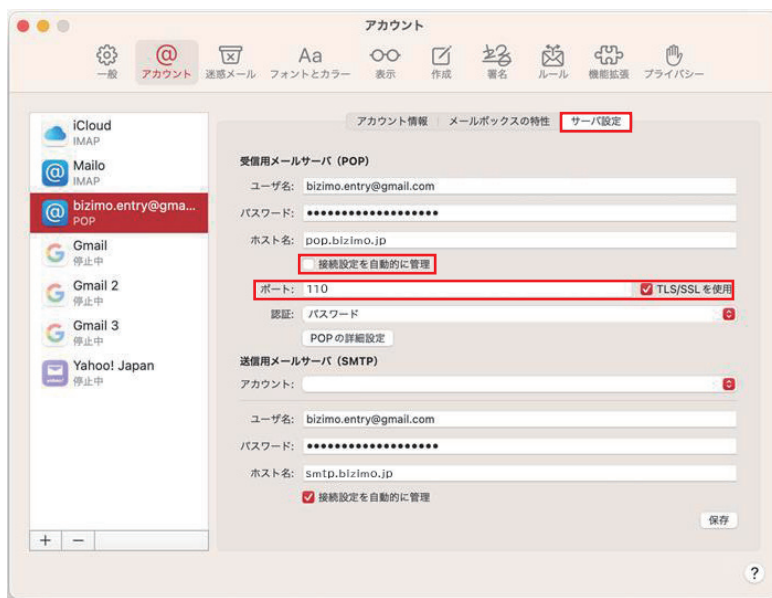 アカウント
一般 アカウント 迷惑メール フォントとカラー 表示 作成 署名 ルール 機能拡張 プライバシー
iCloud
IMAP
Mailo
IMAP
bizimo.entry@gma...
POP
Gmail
停止中
Gmail 2
停止中
Gmail 3
停止中
Yahoo! Japan
停止中
アカウント情報 メールボックスの特性 サーバ設定
受信用メールサーバ (POP)
ユーザ名: bizimo.entry@gmail.com
パスワード: •••••••••••••••••••
ホスト名: pop.bizimo.jp
接続設定を自動的に管理
ポート: 110 TLS/SSL を使用
認証: パスワード
POPの詳細設定
送信用メールサーバ (SMTP)
アカウント:
ユーザ名: bizimo.entry@gmail.com
パスワード: •••••••••••••••••••
ホスト名: smtp.bizimo.jp
接続設定を自動的に管理
保存
+ −
?